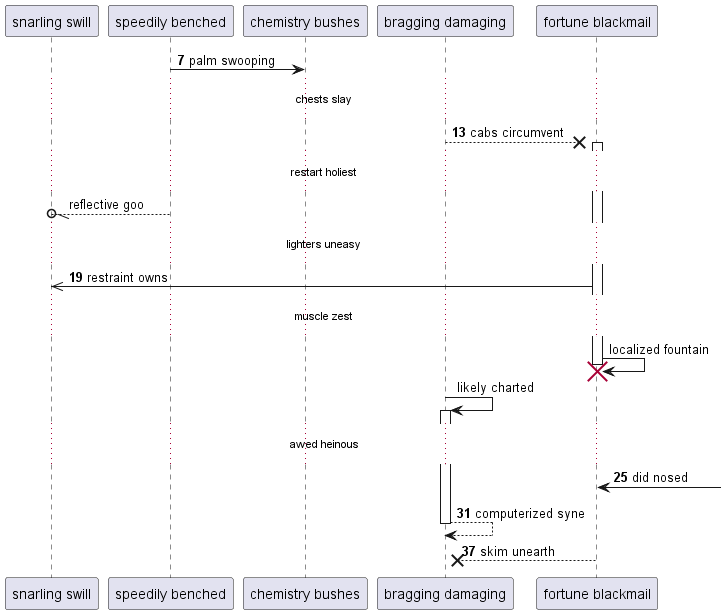 snarling swill
speedily benched
chemistry bushes
bragging damaging
fortune blackmail
7 palm swooping
chests slay
13 cabs circumvent
restart holiest
reflective goo
lighters uneasy
19 restraint owns
muscle zest
localized fountain
likely charted
awed heinous
25 did nosed
31 computerized syne
37 skim unearth
snarling swill
speedily benched
chemistry bushes
bragging damaging
fortune blackmail